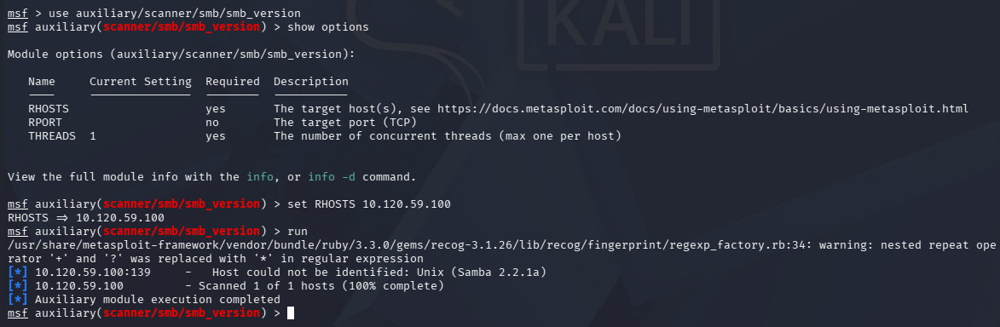 KALI
msf > use auxiliary/scanner/smb/smb_version
msf auxiliary(scanner/smb/smb_version) > show options
Module options (auxiliary/scanner/smb/smb_version):
Name Current Setting Required Description
---- --------------- -------- -----------
RHOSTS yes The target host(s), see https://docs.metasploit.com/docs/using-metasploit/basics/using-metasploit.html
RPORT no The target port (TCP)
THREADS 1 yes The number of concurrent threads (max one per host)
View the full module info with the info, or info -d command.
msf auxiliary(scanner/smb/smb_version) > set RHOSTS 10.120.59.100
RHOSTS => 10.120.59.100
msf auxiliary(scanner/smb/smb_version) > run
/usr/share/metasploit-framework/vendor/bundle/ruby/3.3.0/gems/recog-3.1.26/lib/recog/fingerprint/regexp_factory.rb:34: warning: nested repeat ope
rator '+' and '?' was replaced with '*' in regular expression
[*] 10.120.59.100:139 - Host could not be identified: Unix (Samba 2.2.1a)
[*] 10.120.59.100 - Scanned 1 of 1 hosts (100% complete)
[*] Auxiliary module execution completed
msf auxiliary(scanner/smb/smb_version) >